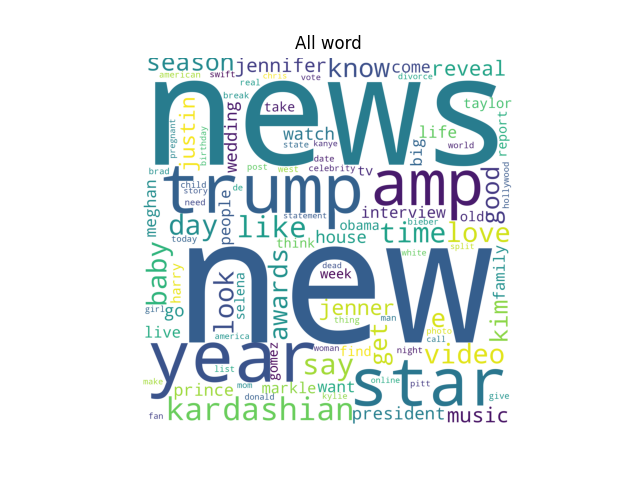 All word
season jennifer know come reveal
american swift chris vote divorce
real
news
break
taylor
justin
pregnant
birthday
wedding
take
watch
state kanye
life
big
world
report
hollywood
brad
child
story
need
trump
post west
date
celebrity tv
de
amp
good
meghan
people
statement
interview old
day like
obama bieber
time love
today
think house
white split
baby
harry
look
selena
awards
dead
week
new
kim
family
girl go
jenner
thing
man
e
photo
call
live
america
gomez
woman find
get
night video
year
list
say
star
make
prince
mom markle want
online pitt
give
donald kylie
fan kardashian president music